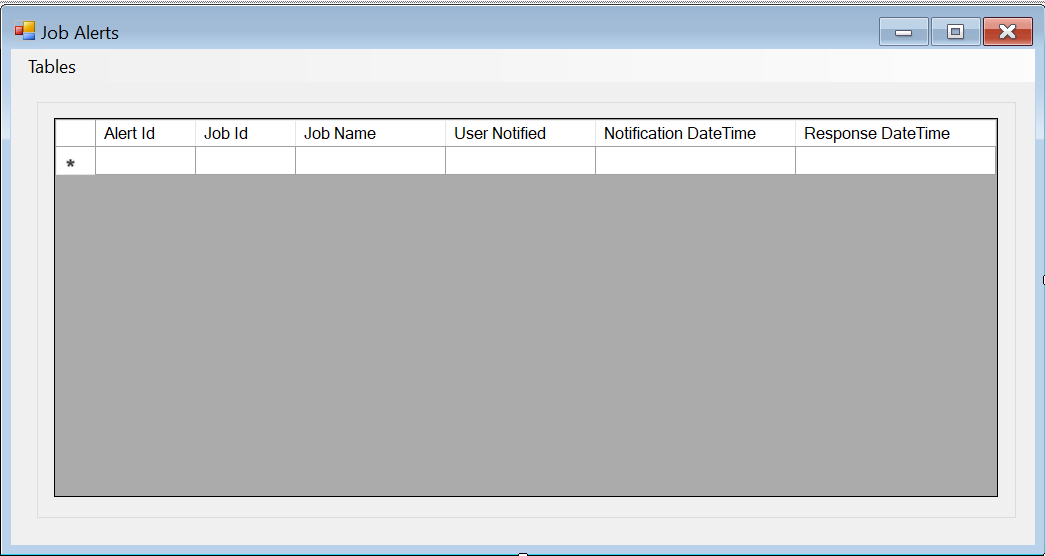 Job Alerts
Tables
Alert Id Job Id Job Name User Notified Notification DateTime Response DateTime
*